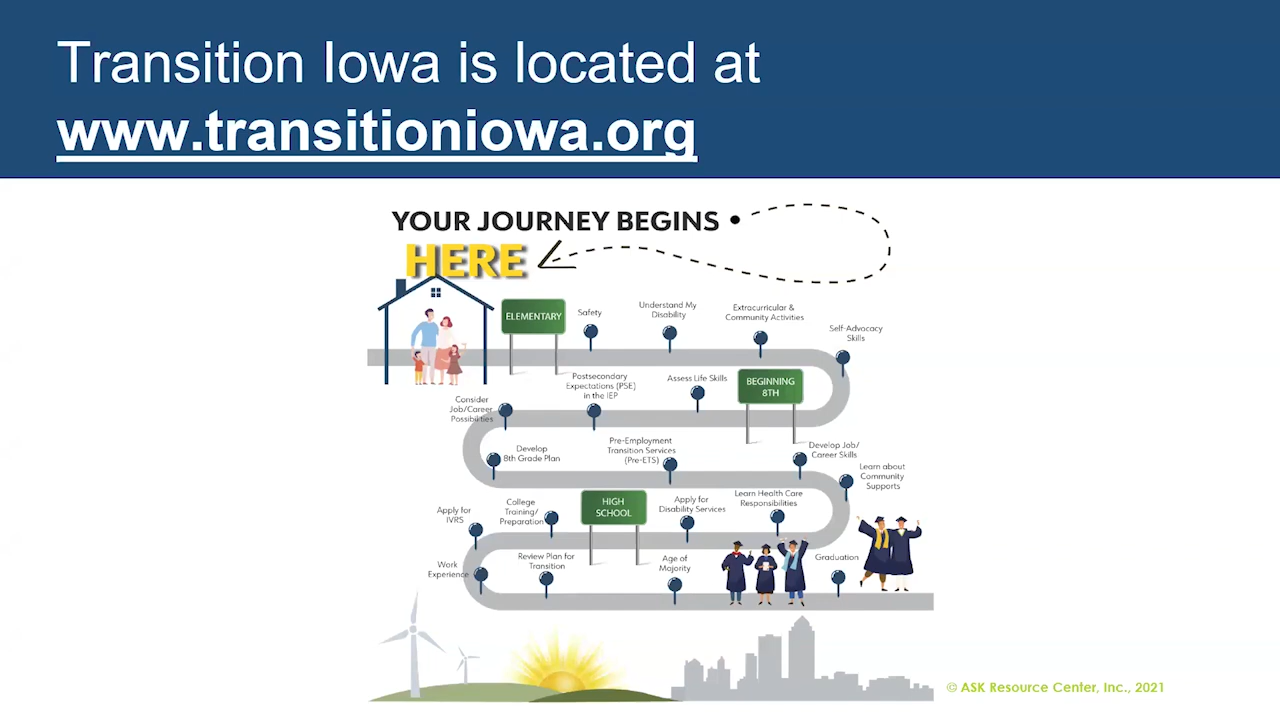 Transition Iowa is located at
www.transitioniowa.org
YOUR JOURNEY BEGINS
HERE
ELEMENTARY
Safety
Understand My
Disability
Extracurricular &
Community Activities
Self-Advocacy
Skills
BEGINNING
8TH
Assess Life Skills
Postsecondary
Expectations (PSE)
in the IEP
Consider
Job/Career
Possibilities
Develop
8th Grade Plan
Pre-Employment
Transition Services
(Pre-ETS)
Develop Job/
Career Skills
Learn about
Community
Supports
Learn Health Care
Responsibilities
Apply for
Disability Services
HIGH
SCHOOL
College
Training/
Preparation
Apply for
IVRS
Work
Experience
Review Plan for
Transition
Age of
Majority
Graduation
© ASK Resource Center, Inc., 2021